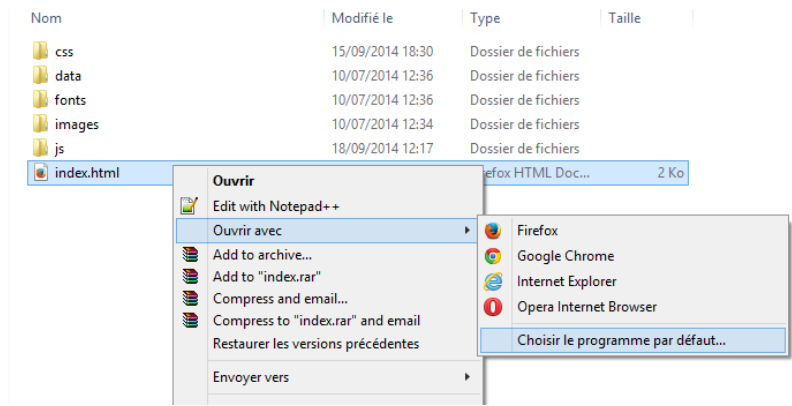 Nom Modifié le Type Taille
css 15/09/2014 18:30 Dossier de fichiers
data 10/07/2014 12:36 Dossier de fichiers
fonts 10/07/2014 12:36 Dossier de fichiers
images 10/07/2014 12:34 Dossier de fichiers
js 18/09/2014 12:17 Dossier de fichiers
index.html efox HTML Doc... 2 Ko
Ouvrir
Edit with Notepad++
Ouvrir avec
Add to archive...
Add to "index.rar"
Compress and email...
Compress to "index.rar" and email
Restaurer les versions précédentes
Envoyer vers
Firefox
Google Chrome
Internet Explorer
Opera Internet Browser
Choisir le programme par défaut...